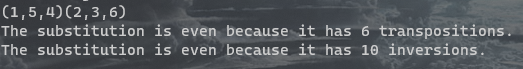 (1,5,4)(2,3,6)
The substitution is even because it has 6 transpositions.
The substitution is even because it has 10 inversions.